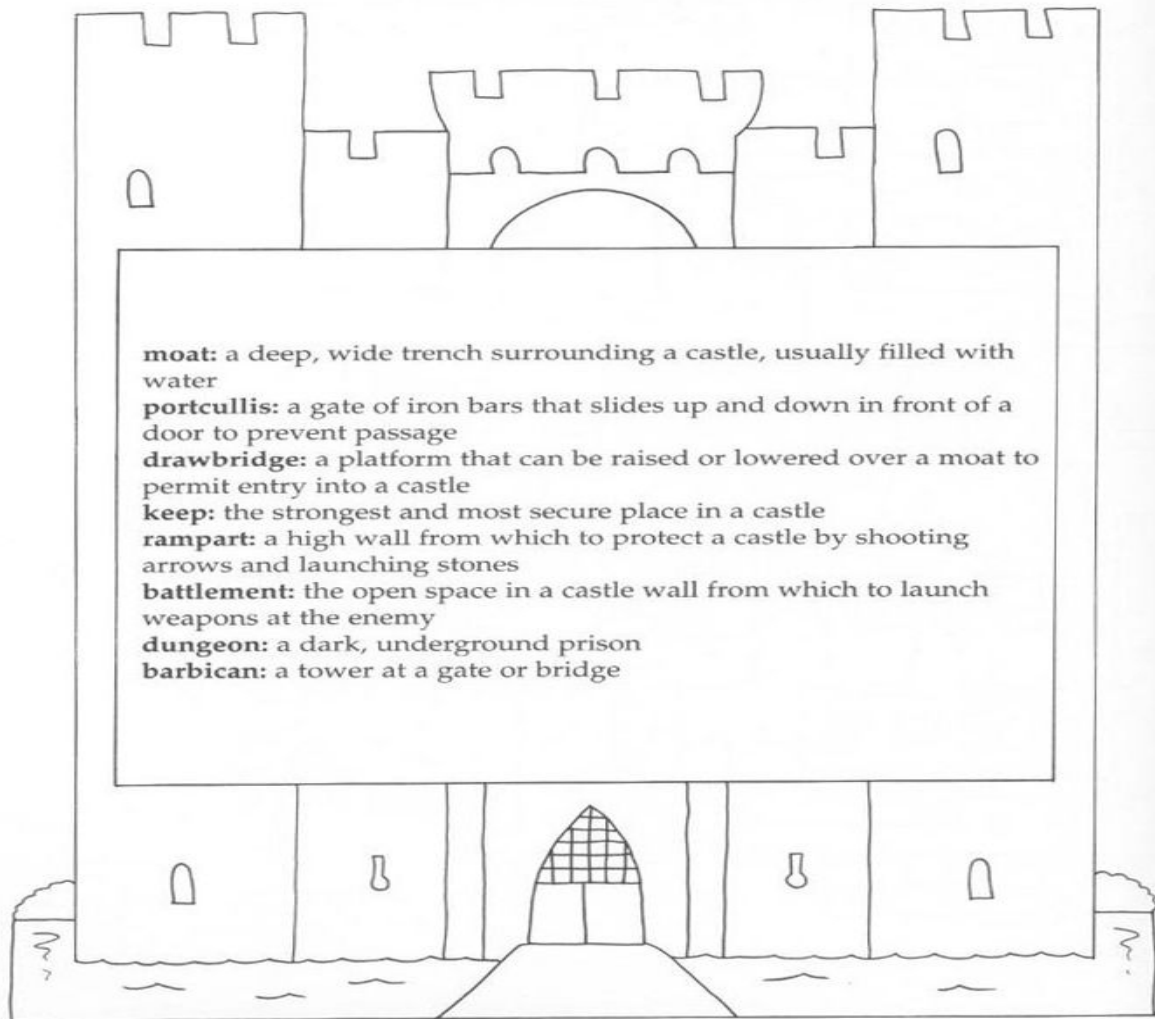 moat: a deep, wide trench surrounding a castle, usually filled with
water
portcullis: a gate of iron bars that slides up and down in front of a
door to prevent passage
drawbridge: a platform that can be raised or lowered over a moat to
permit entry into a castle
keep: the strongest and most secure place in a castle
rampart: a high wall from which to protect a castle by shooting
arrows and launching stones
battlement: the open space in a castle wall from which to launch
weapons at the enemy
dungeon: a dark, underground prison
barbican: a tower at a gate or bridge